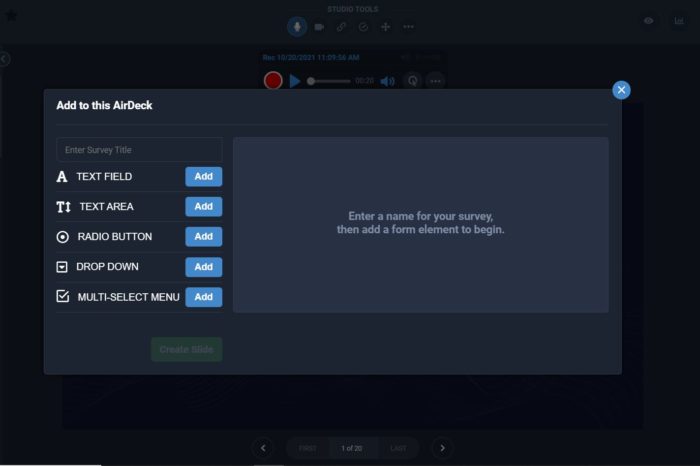 STUDIO TOOLS
Rec 10/20/2021 11:09:56 AM
00:20
Add to this AirDeck
Enter Survey Title
TEXT FIELD Add
TEXT AREA Add
RADIO BUTTON Add
DROP DOWN Add
MULTI-SELECT MENU Add
Enter a name for your survey,
then add a form element to begin.
Create Slide
FIRST 1 of 20 LAST